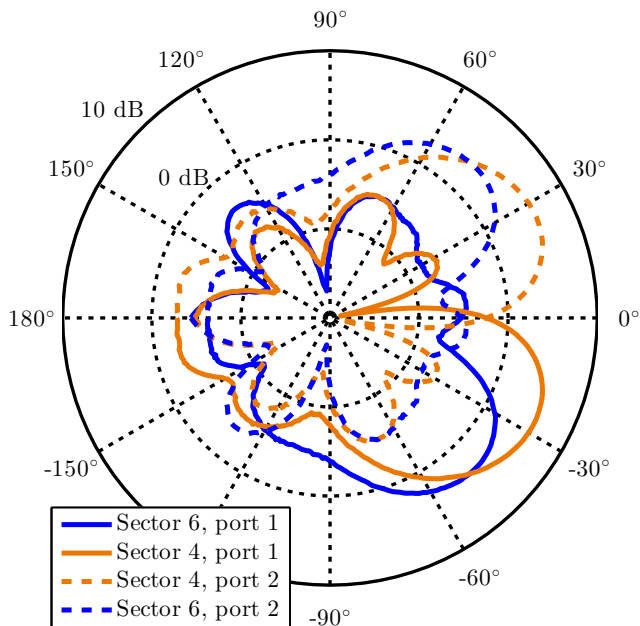 90°
120°
60°
10 dB
150°
30°
0 dB
180°
0°
-150°
-30°
Sector 6, port 1
Sector 4, port 1
Sector 4, port 2
Sector 6, port 2
-60°
-90°